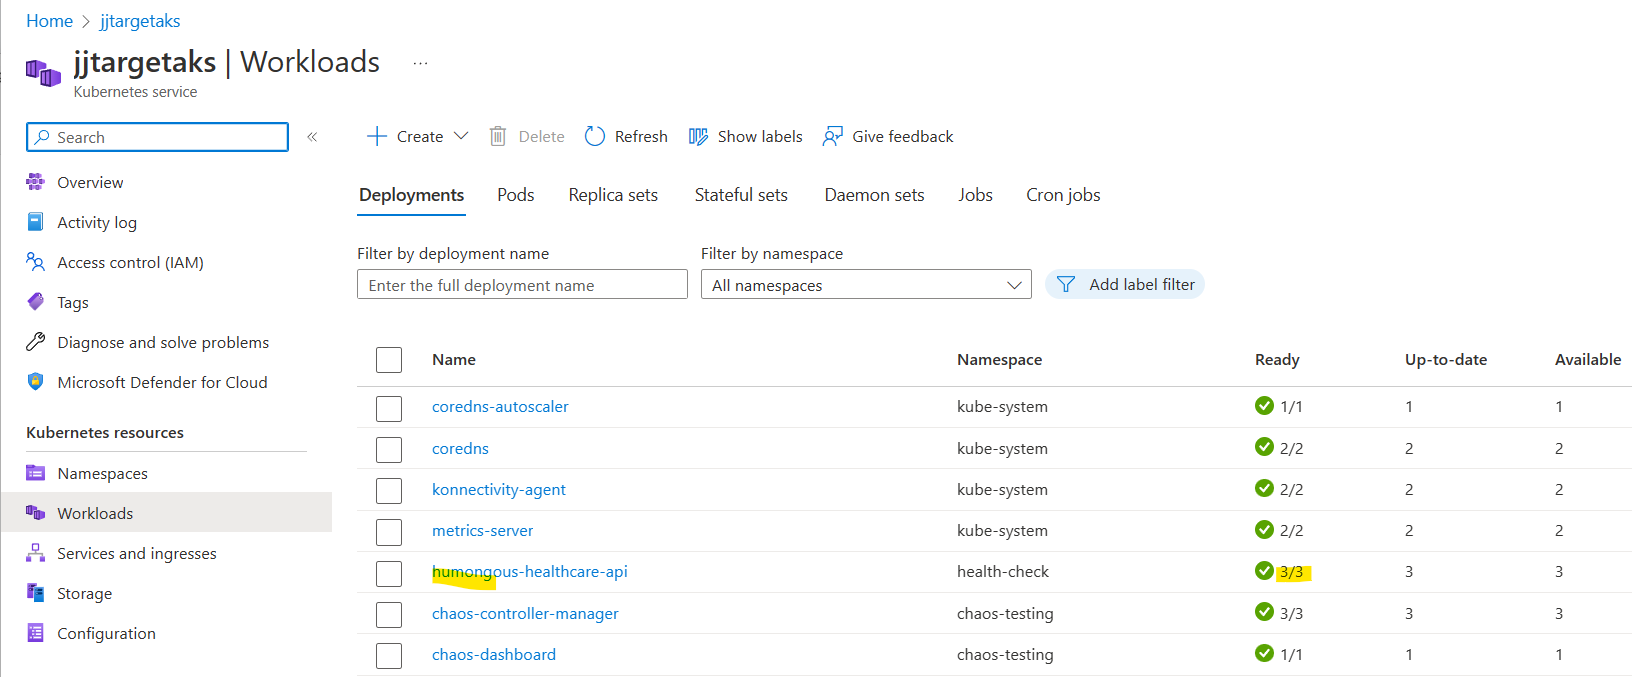 Home > jjtargetaks
jjtargetaks | Workloads ...
Kubernetes service
Search «
Create Delete Refresh Show labels Give feedback
Overview
Activity log
Access control (IAM)
Tags
Diagnose and solve problems
Microsoft Defender for Cloud
Kubernetes resources
Namespaces
Workloads
Services and ingresses
Storage
Configuration
Deployments Pods Replica sets Stateful sets Daemon sets Jobs Cron jobs
Filter by deployment name Filter by namespace
Enter the full deployment name All namespaces Add label filter
Name Namespace Ready Up-to-date Available
coredns-autoscaler kube-system 1/1 1 1
coredns kube-system 2/2 2 2
konnectivity-agent kube-system 2/2 2 2
metrics-server kube-system 2/2 2 2
humongous-healthcare-api health-check 3/3 3 3
chaos-controller-manager chaos-testing 3/3 3 3
chaos-dashboard chaos-testing 1/1 1 1